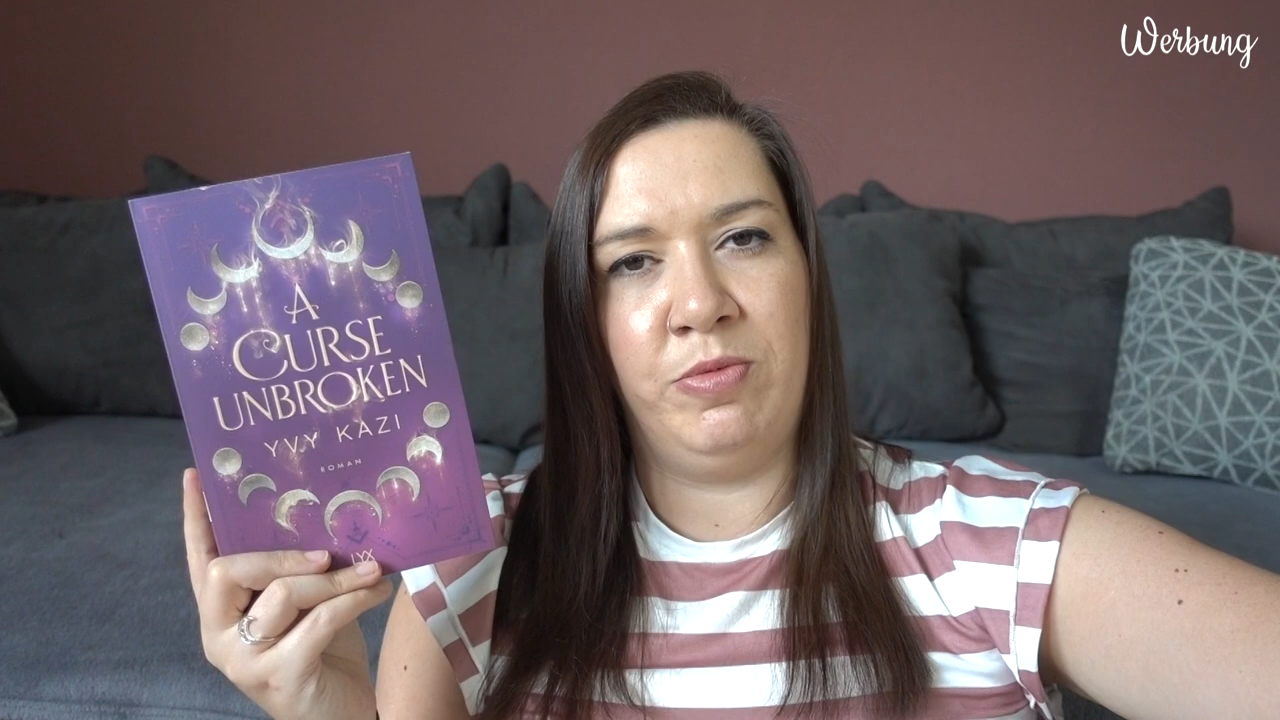 Werbung
A
CURSE
UNBROKEN
YVY KAZI
ROMAN
LYX